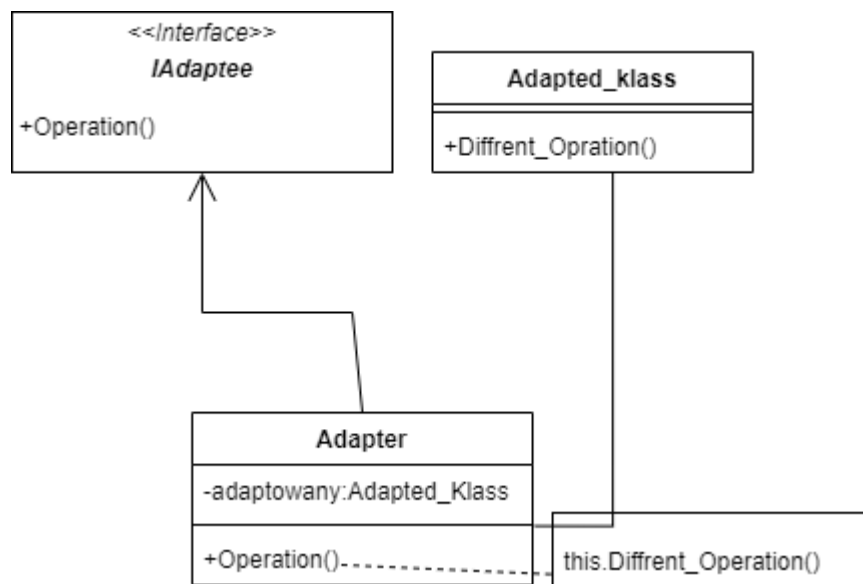 <<Interface>>
IAdaptee
+Operation()
Adapted_klass
+Diffrent_Opration()
Adapter
-adaptowany:Adapted_Klass
+Operation()
this.Diffrent_Operation()